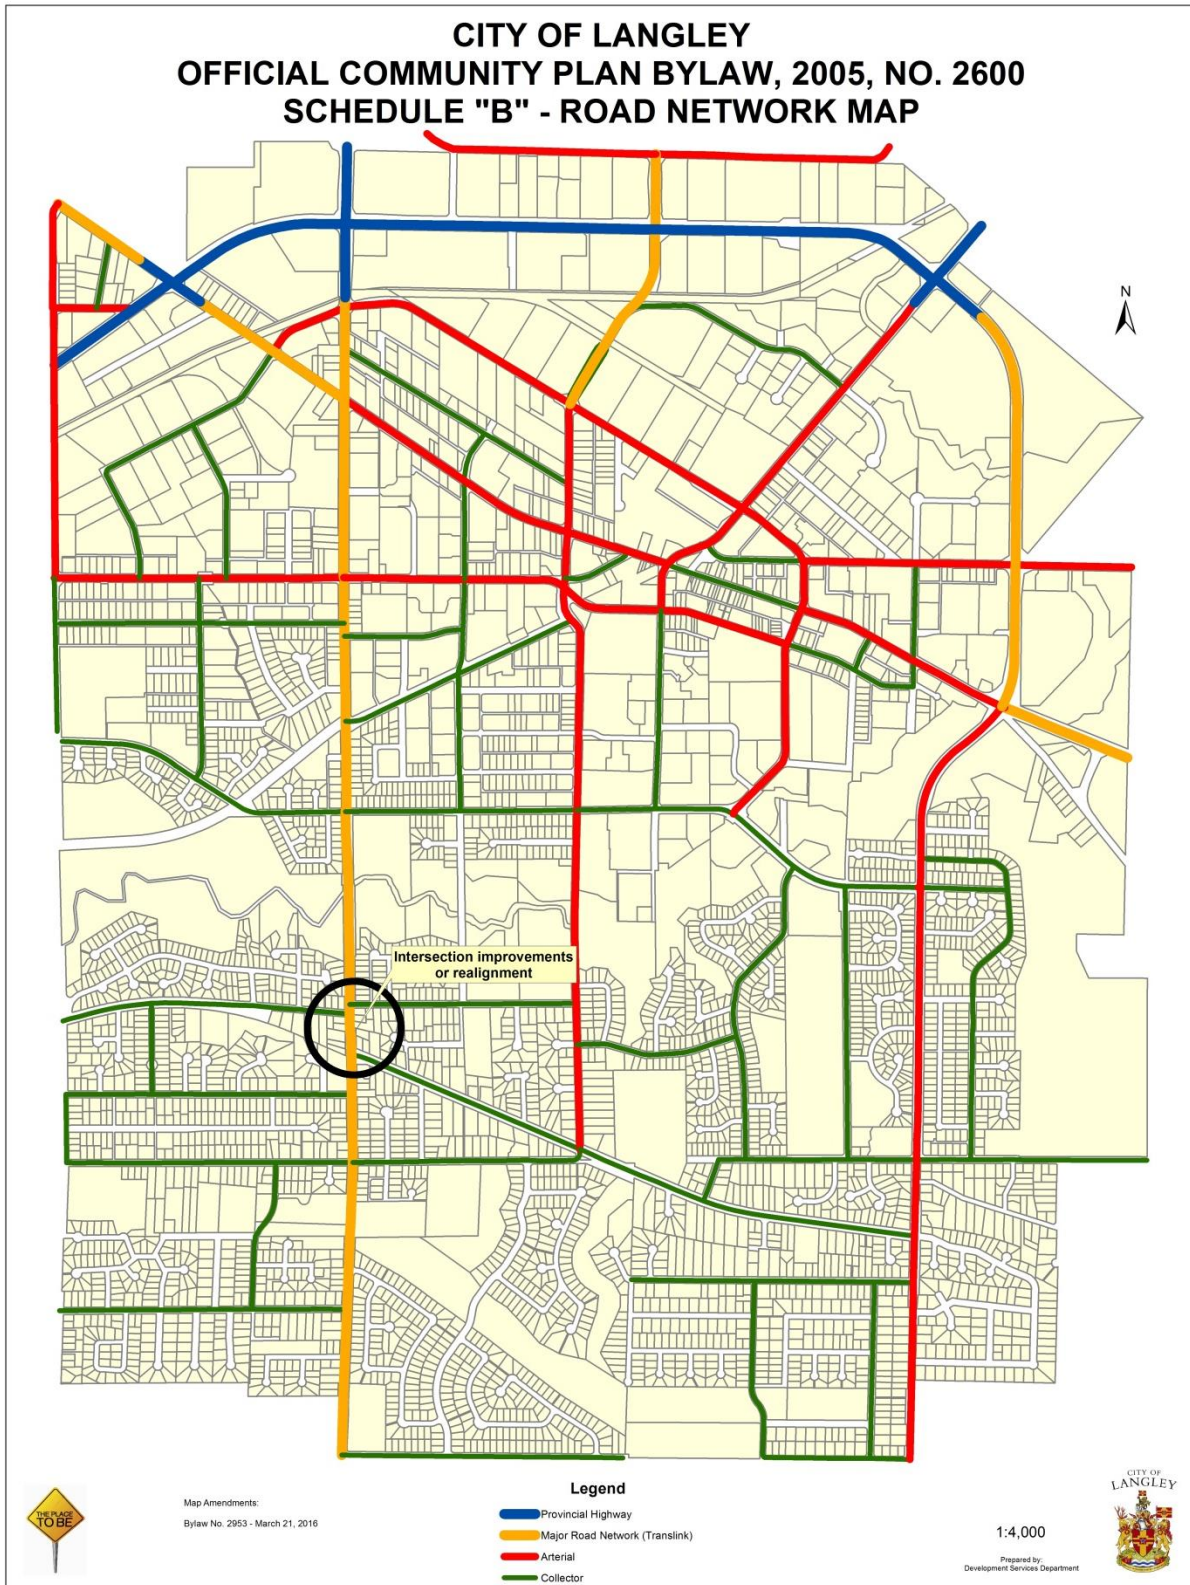 CITY OF LANGLEY
OFFICIAL COMMUNITY PLAN BYLAW, 2005, NO. 2600
SCHEDULE "B" - ROAD NETWORK MAP
N
Intersection improvements
or realignment
Legend
Provincial Highway
Major Road Network (Translink)
Arterial
Collector
THE PLACE
TO BE
Map Amendments:
Bylaw No. 2953 - March 21, 2016
1:4,000
Prepared by:
Development Services Department
CITY OF
LANGLEY